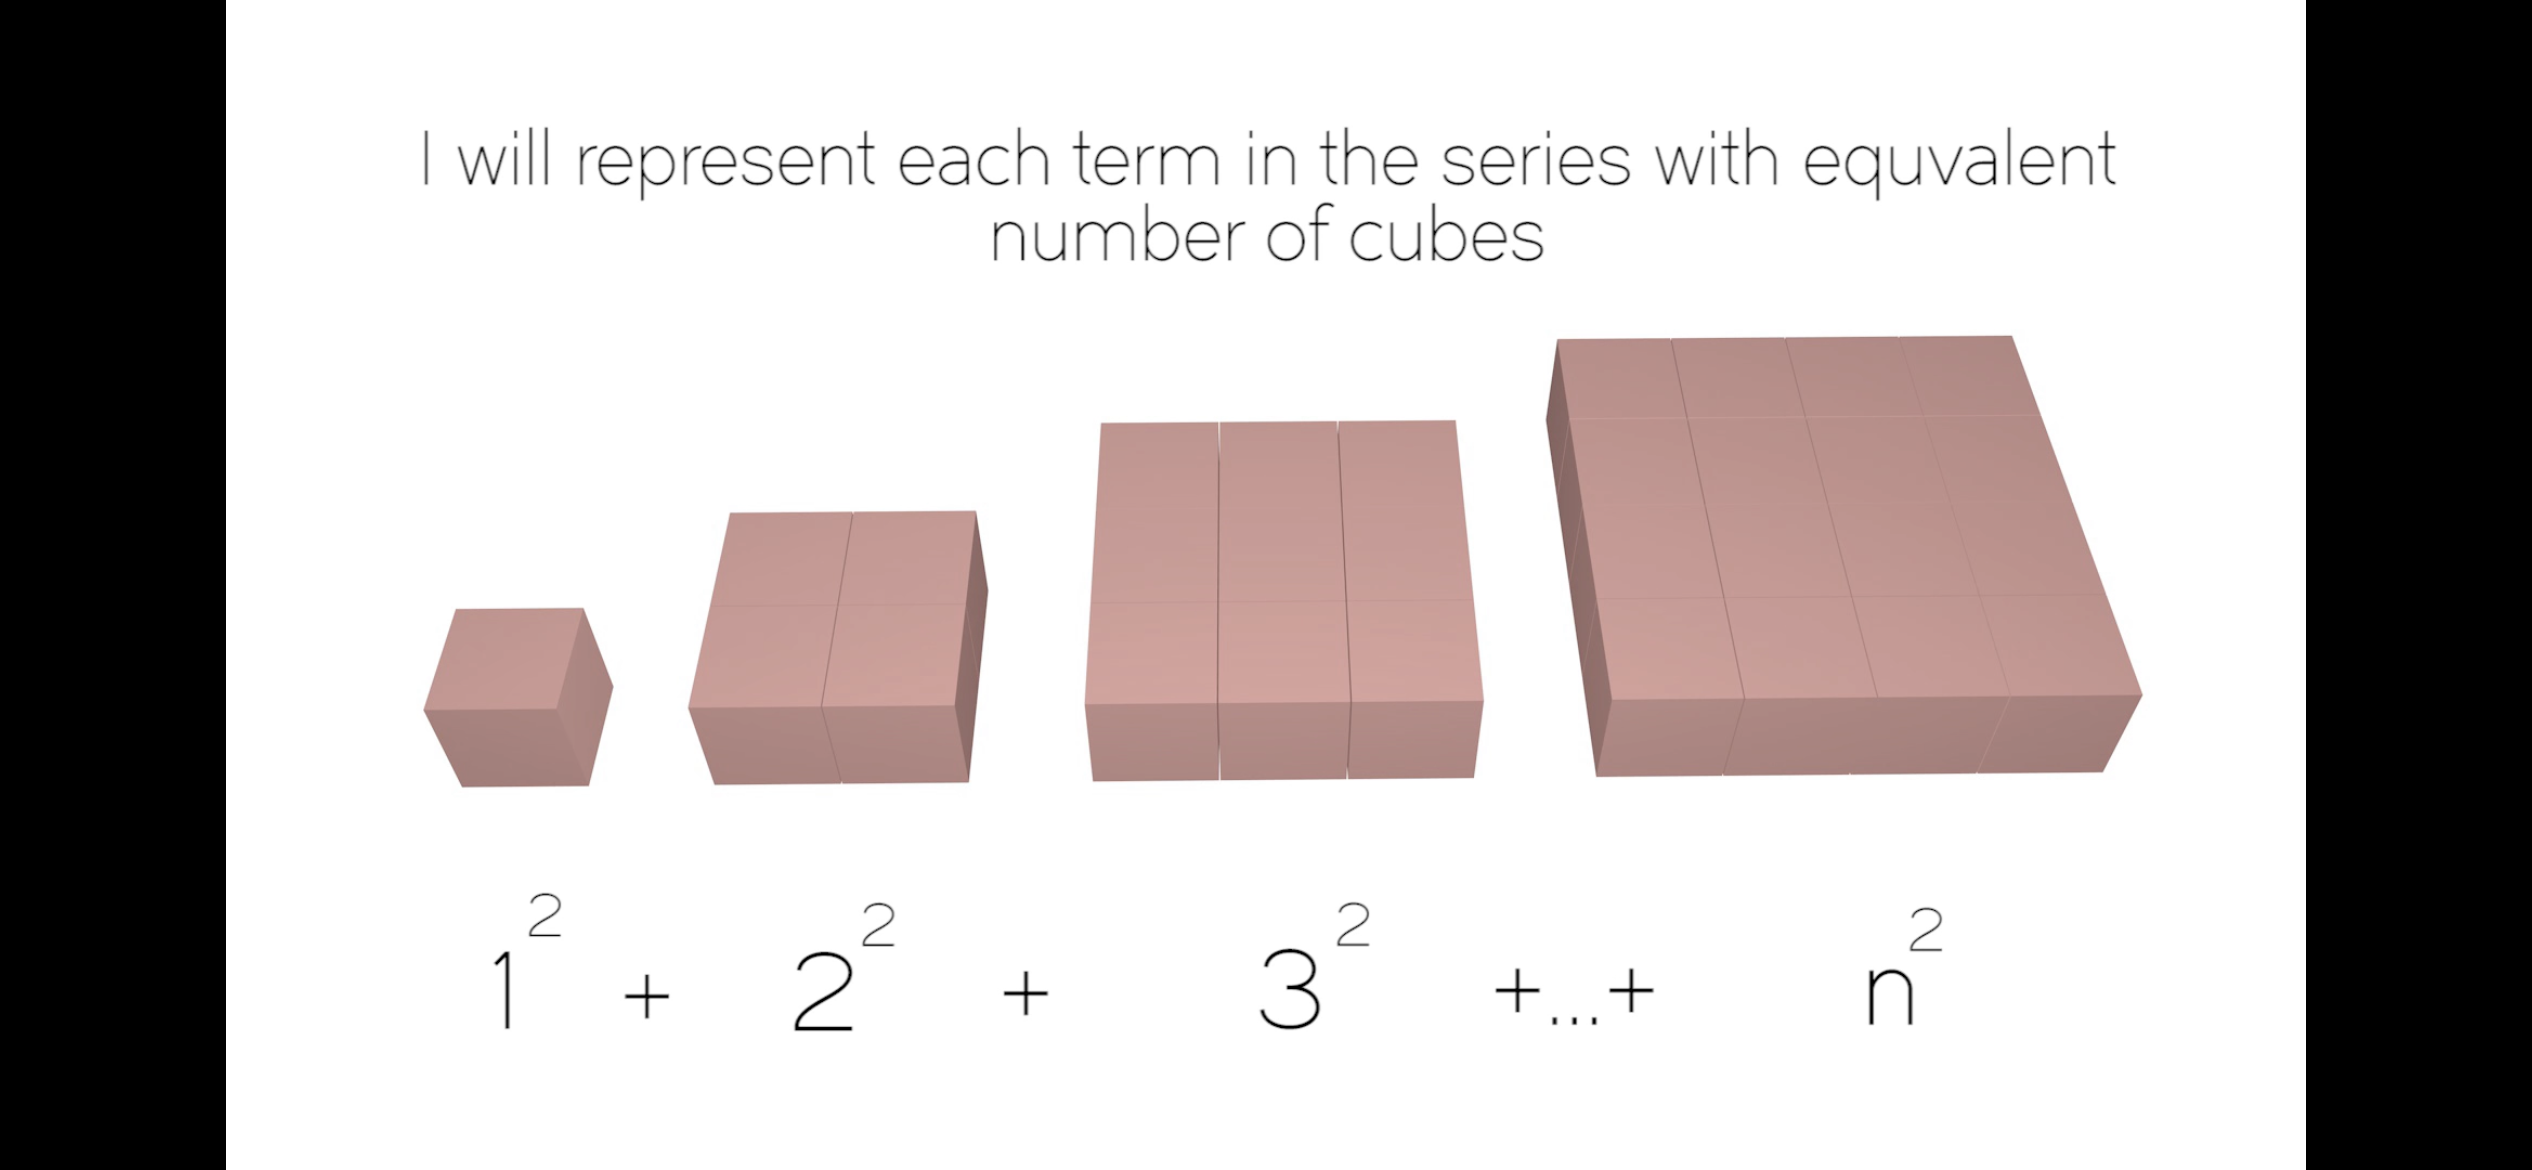 I will represent each term in the series with equvalent
number of cubes
1² + 2² + 3² +...+ n²